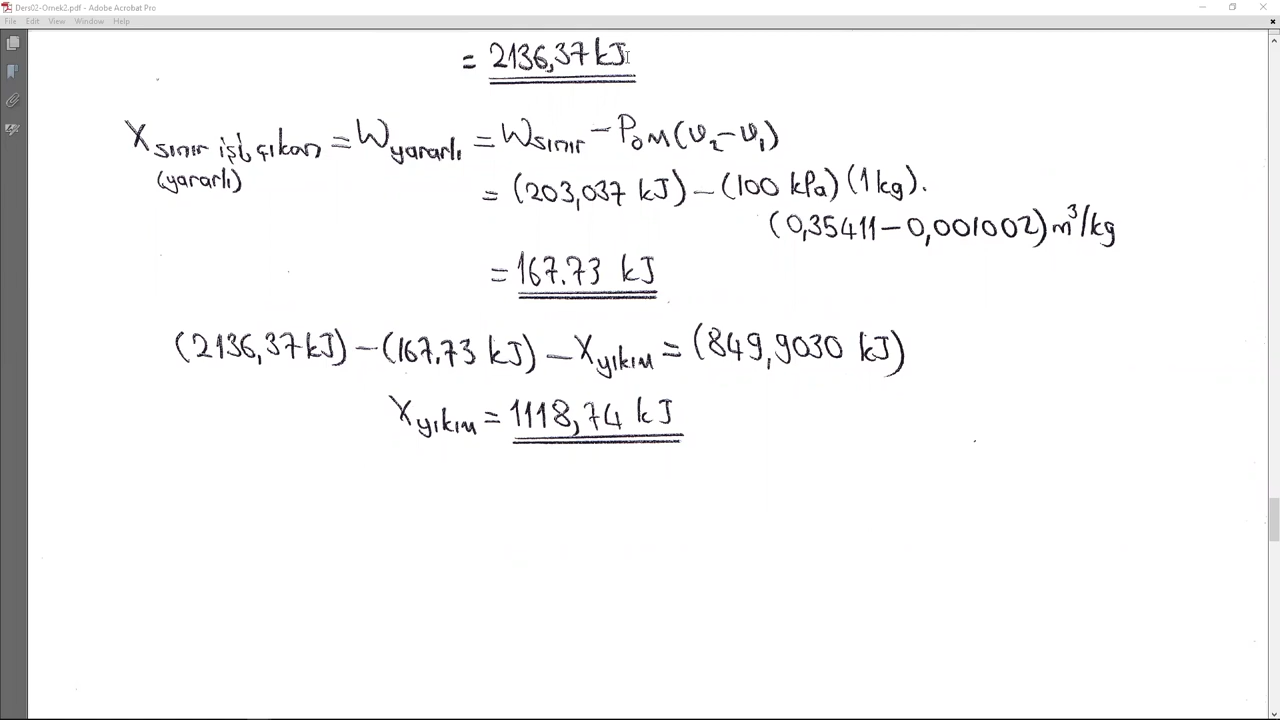 Ders02-Ornek2.pdf - Adobe Acrobat Pro
File Edit View Window Help
= 2136,37 kJ
X sınır işi, çıkan (yararlı) = W yararlı = W sınır - P₀ m (v₂ - v₁)
= (203,037 kJ) - (100 kPa) (1 kg).
(0,35411 - 0,001002) m³/kg
= 167.73 kJ
(2136,37 kJ) - (167,73 kJ) - X yıkım = (849,9030 kJ)
X yıkım = 1118,74 kJ